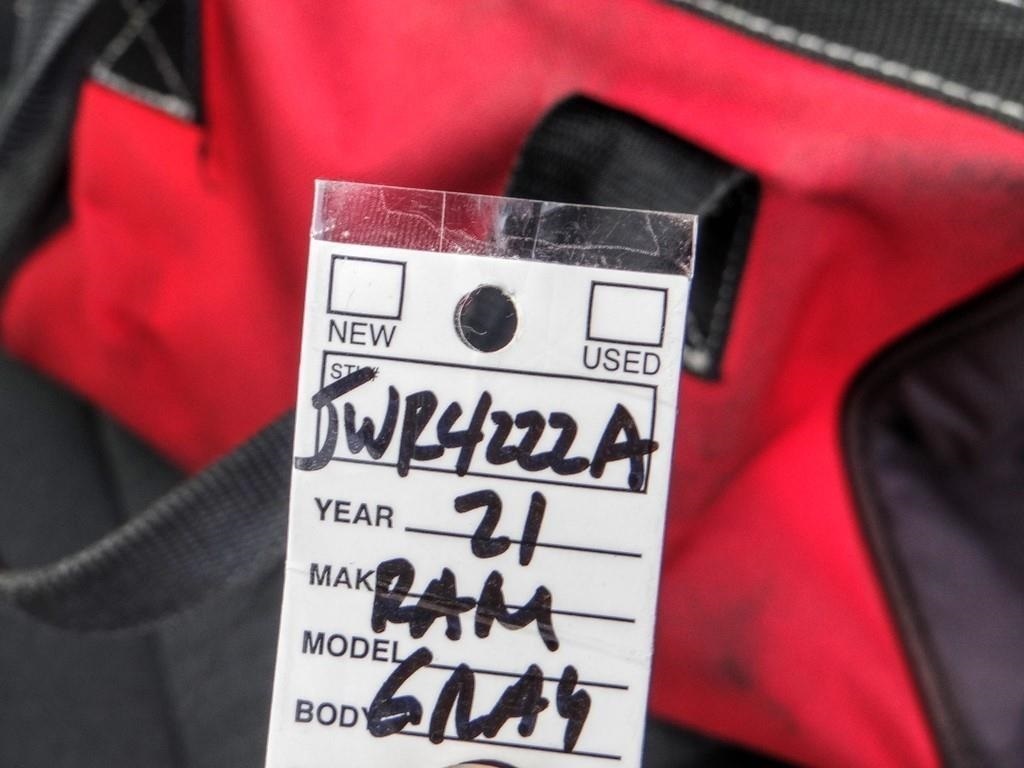 NEW USED
STK#
JWR4222A
YEAR 21
MAKE RAM
MODEL
BODY GRAY